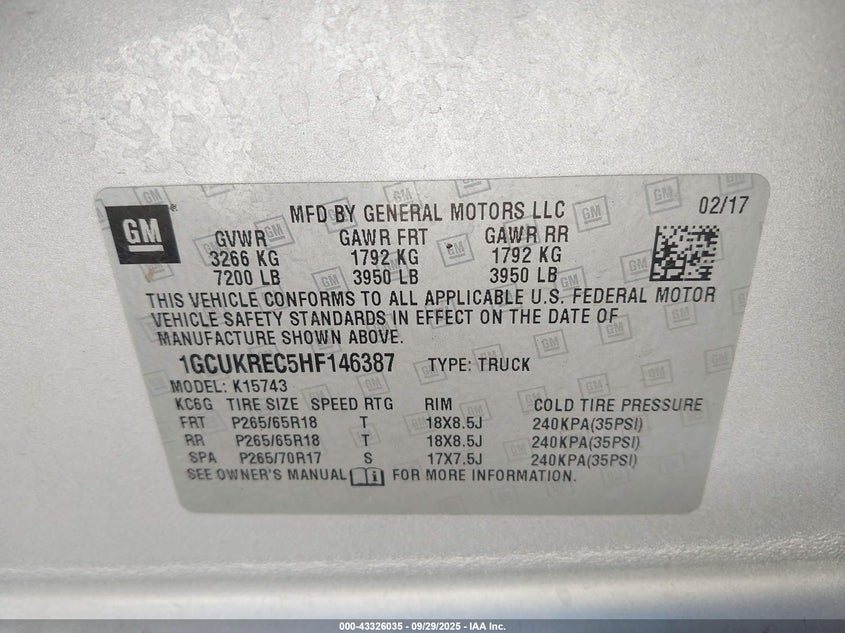 GM
MFD BY GENERAL MOTORS LLC 02/17
GVWR GAWR FRT GAWR RR
3266 KG 1792 KG 1792 KG
7200 LB 3950 LB 3950 LB
THIS VEHICLE CONFORMS TO ALL APPLICABLE U.S. FEDERAL MOTOR
VEHICLE SAFETY STANDARDS IN EFFECT ON THE DATE OF
MANUFACTURE SHOWN ABOVE.
1GCUKREC5HF146387 TYPE: TRUCK
MODEL: K15743
KC6G TIRE SIZE SPEED RTG RIM COLD TIRE PRESSURE
FRT P265/65R18 T 18X8.5J 240KPA(35PSI)
RR P265/65R18 T 18X8.5J 240KPA(35PSI)
SPA P265/70R17 S 17X7.5J 240KPA(35PSI)
SEE OWNER'S MANUAL FOR MORE INFORMATION.
000-43326035 - 09/29/2025 - IAA Inc.